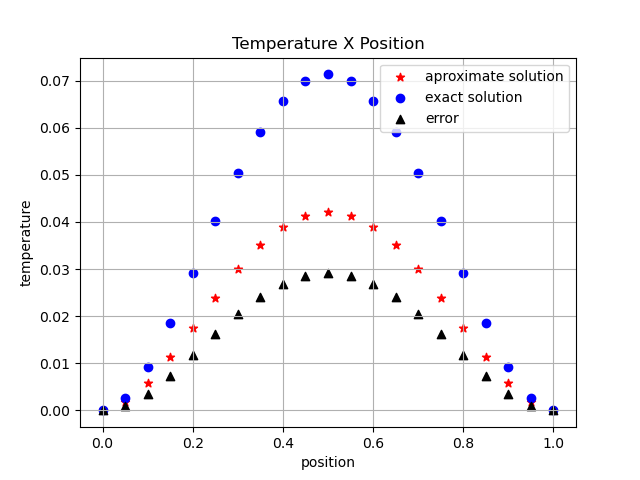 Temperature X Position
aproximate solution
exact solution
error
temperature
0.07
0.06
0.05
0.04
0.03
0.02
0.01
0.00
0.0 0.2 0.4 0.6 0.8 1.0
position